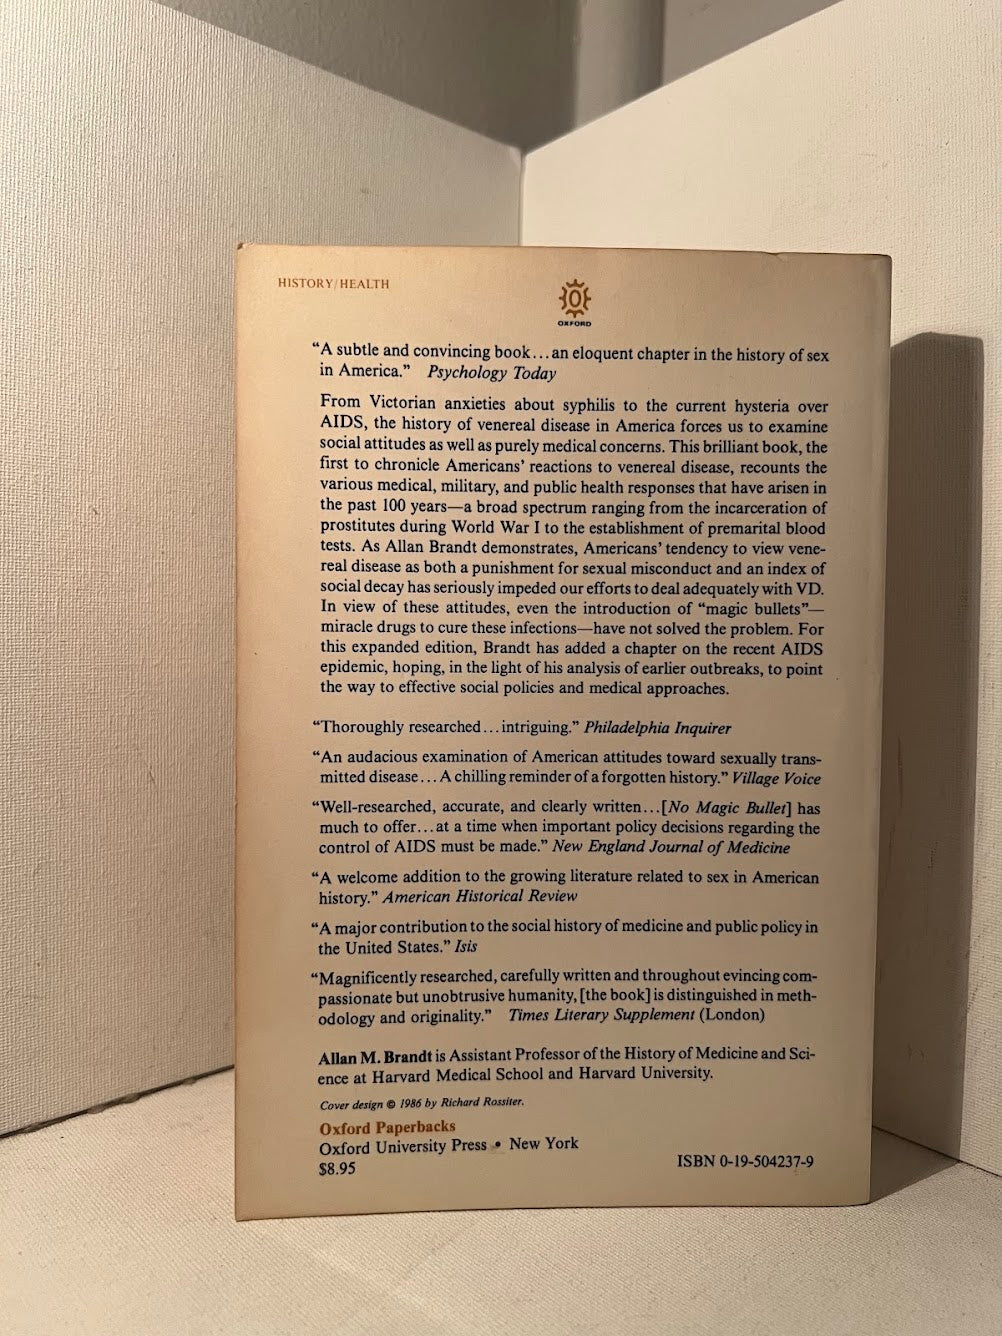 HISTORY/HEALTH
OXFORD
“A subtle and convincing book...an eloquent chapter in the history of sex
in America.” Psychology Today
From Victorian anxieties about syphilis to the current hysteria over
AIDS, the history of venereal disease in America forces us to examine
social attitudes as well as purely medical concerns. This brilliant book, the
first to chronicle Americans’ reactions to venereal disease, recounts the
various medical, military, and public health responses that have arisen in
the past 100 years—a broad spectrum ranging from the incarceration of
prostitutes during World War I to the establishment of premarital blood
tests. As Allan Brandt demonstrates, Americans’ tendency to view vene-
real disease as both a punishment for sexual misconduct and an index of
social decay has seriously impeded our efforts to deal adequately with VD.
In view of these attitudes, even the introduction of “magic bullets”—
miracle drugs to cure these infections—have not solved the problem. For
this expanded edition, Brandt has added a chapter on the recent AIDS
epidemic, hoping, in the light of his analysis of earlier outbreaks, to point
the way to effective social policies and medical approaches.
“Thoroughly researched...intriguing.” Philadelphia Inquirer
“An audacious examination of American attitudes toward sexually trans-
mitted disease... A chilling reminder of a forgotten history.” Village Voice
“Well-researched, accurate, and clearly written...[No Magic Bullet] has
much to offer...at a time when important policy decisions regarding the
control of AIDS must be made.” New England Journal of Medicine
“A welcome addition to the growing literature related to sex in American
history.” American Historical Review
“A major contribution to the social history of medicine and public policy in
the United States.” Isis
“Magnificently researched, carefully written and throughout evincing com-
passionate but unobtrusive humanity, [the book] is distinguished in meth-
odology and originality.” Times Literary Supplement (London)
Allan M. Brandt is Assistant Professor of the History of Medicine and Sci-
ence at Harvard Medical School and Harvard University.
Cover design © 1986 by Richard Rossiter.
Oxford Paperbacks
Oxford University Press • New York
$8.95
ISBN 0-19-504237-9